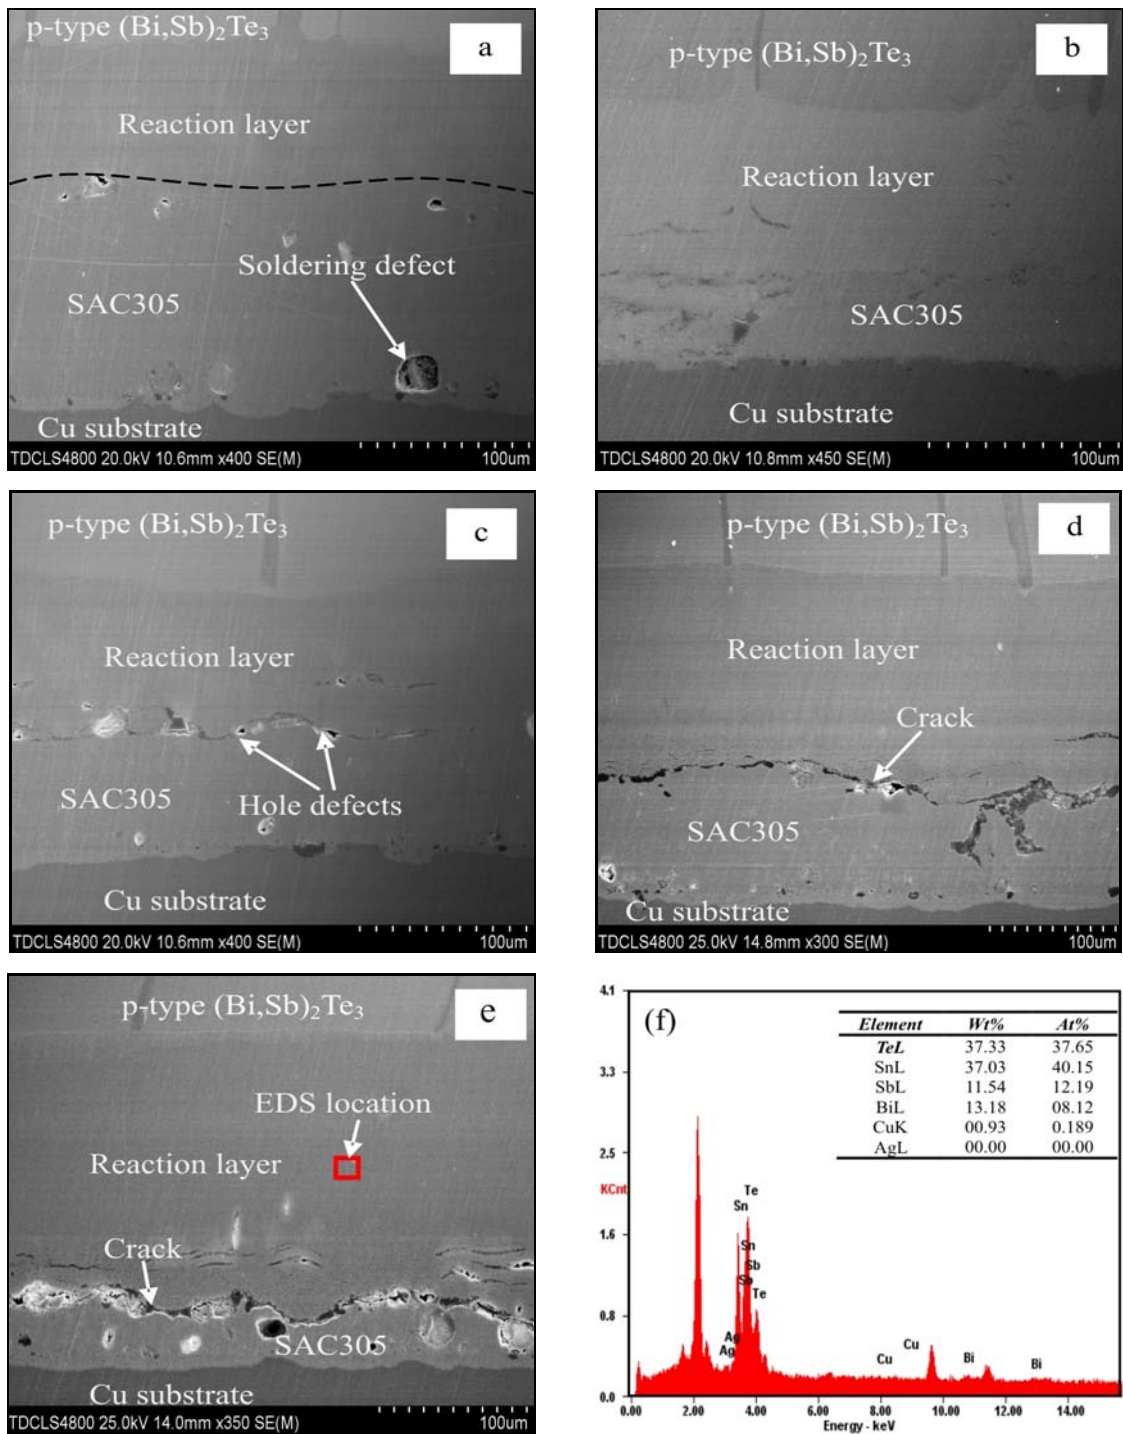 p-type (Bi,Sb)₂Te₃
a
Reaction layer
Soldering defect
SAC305
Cu substrate
TDCLS4800 20.0kV 10.6mm x400 SE(M)
100um
b
p-type (Bi,Sb)₂Te₃
Reaction layer
SAC305
Cu substrate
TDCLS4800 20.0kV 10.8mm x450 SE(M)
100um
p-type (Bi,Sb)₂Te₃
c
Reaction layer
SAC305
Hole defects
Cu substrate
TDCLS4800 20.0kV 10.6mm x400 SE(M)
100um
p-type (Bi,Sb)₂Te₃
d
Reaction layer
Crack
SAC305
Cu substrate
TDCLS4800 25.0kV 14.8mm x300 SE(M)
100um
p-type (Bi,Sb)₂Te₃
e
EDS location
Reaction layer
Crack
SAC305
Cu substrate
TDCLS4800 25.0kV 14.0mm x350 SE(M)
100um
(f)
Element Wt% At%
TeL 37.33 37.65
SnL 37.03 40.15
SbL 11.54 12.19
BiL 13.18 08.12
CuK 00.93 0.189
AgL 00.00 00.00
4.1
3.3
2.5
KCnt
1.6
0.8
0.0
Te
Sn
Sn
Sb
Sb
Te
Ag
Ag
Cu
Cu
Bi
Bi
0.00 2.00 4.00 6.00 8.00 10.00 12.00 14.00
Energy - keV